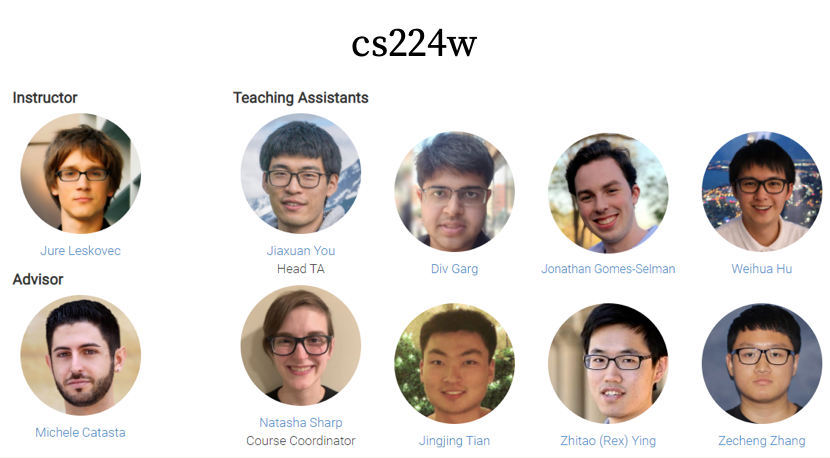 cs224w
Instructor
Teaching Assistants
Jure Leskovec
Jiaxuan You
Head TA
Div Garg
Jonathan Gomes-Selman
Weihua Hu
Advisor
Michele Catasta
Natasha Sharp
Course Coordinator
Jingjing Tian
Zhitao (Rex) Ying
Zecheng Zhang